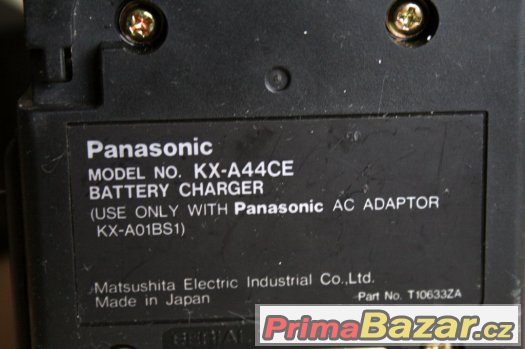 Panasonic
MODEL NO. KX-A44CE
BATTERY CHARGER
(USE ONLY WITH Panasonic AC ADAPTOR
KX-A01BS1)
Matsushita Electric Industrial Co.,Ltd.
Made in Japan
Part No. T10633ZA
PrimaBazar.cz